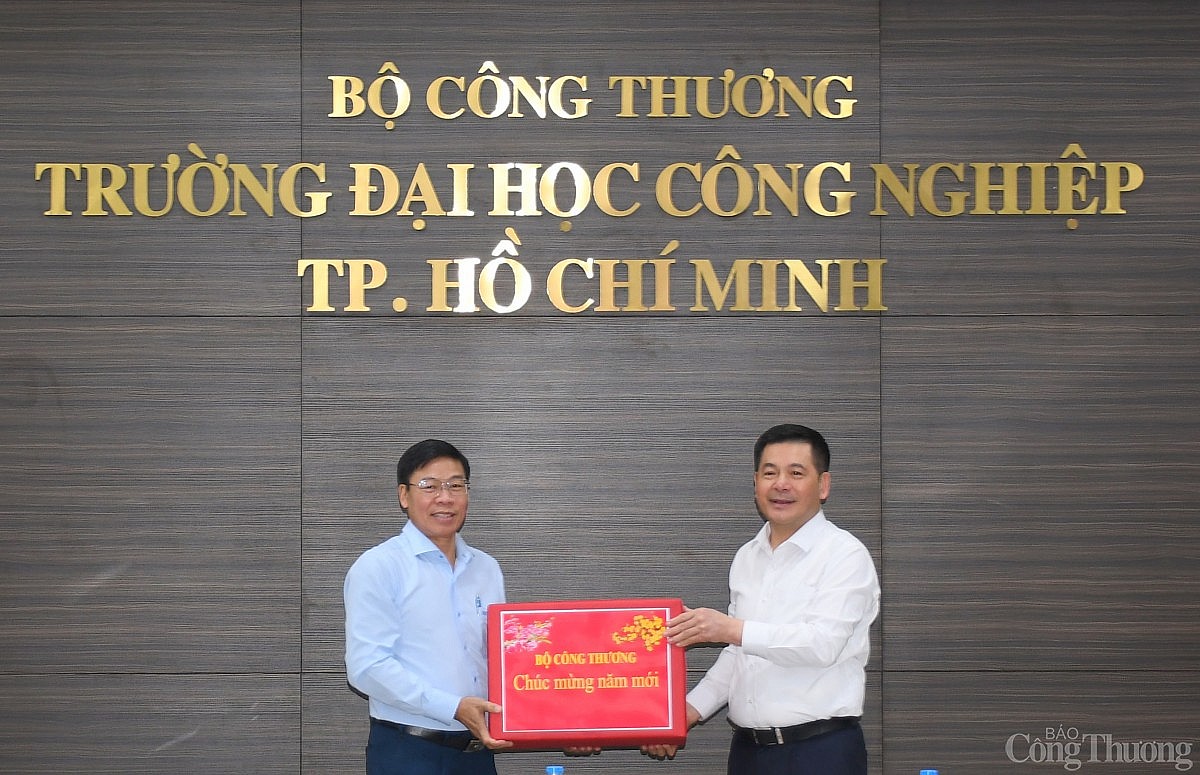 BỘ CÔNG THƯƠNG
TRƯỜNG ĐẠI HỌC CÔNG NGHIỆP
TP. HỒ CHÍ MINH
BỘ CÔNG THƯƠNG
Chúc mừng năm mới
BÁO
Công Thương